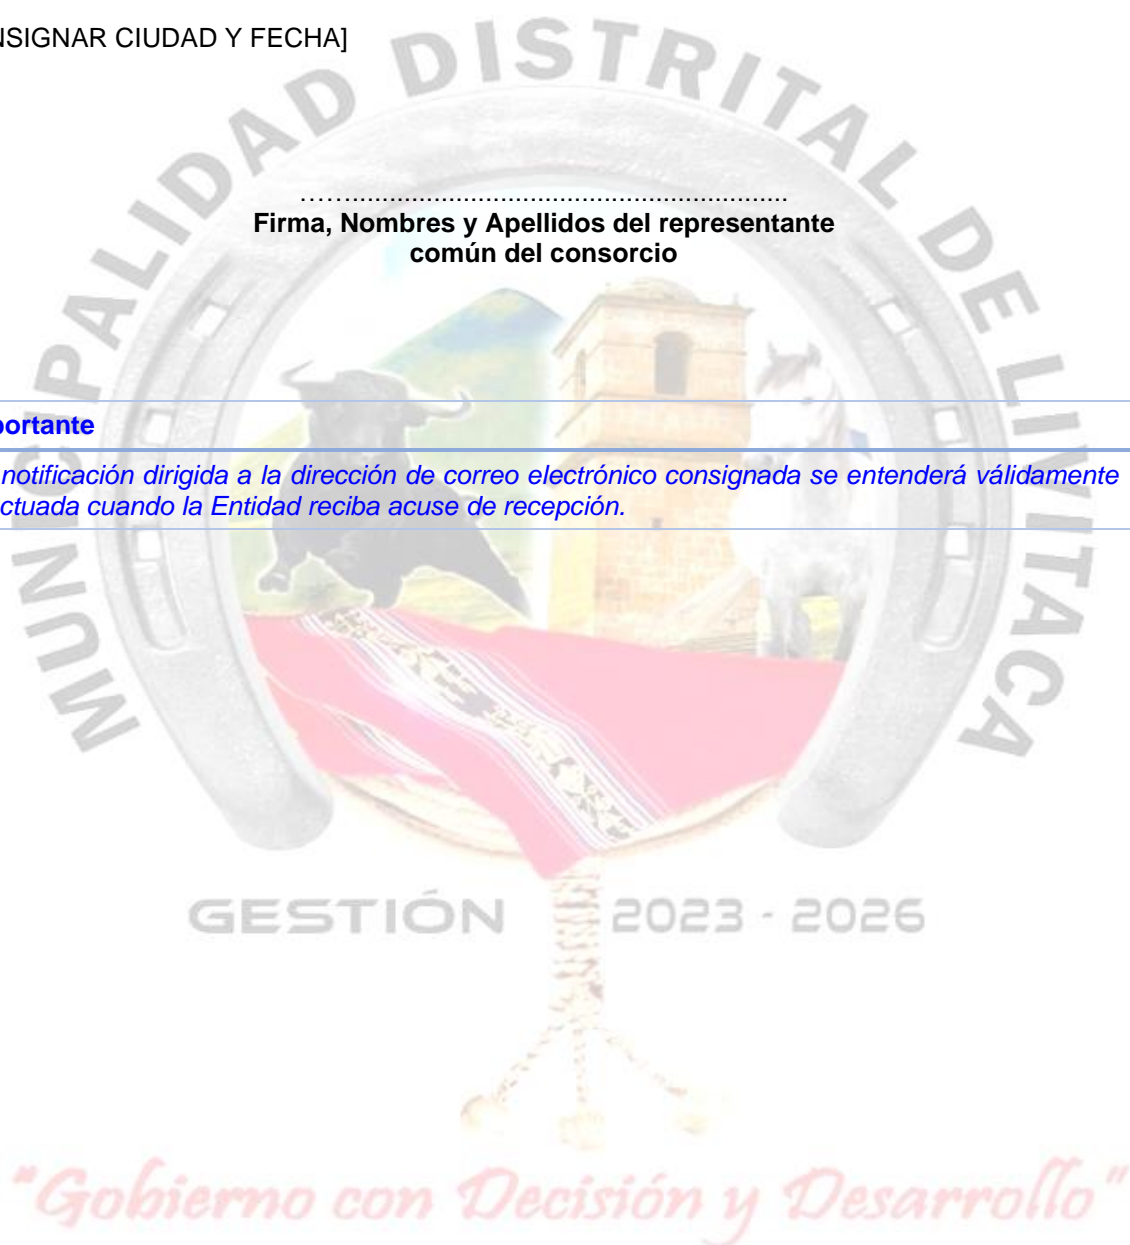 NSIGNAR CIUDAD Y FECHA]
MUNICIPALIDAD DISTRITAL DE LIVITACA
…….............................................................
Firma, Nombres y Apellidos del representante
común del consorcio
portante
notificación dirigida a la dirección de correo electrónico consignada se entenderá válidamente
ctuada cuando la Entidad reciba acuse de recepción.
GESTIÓN 2023 - 2026
"Gobierno con Decisión y Desarrollo"